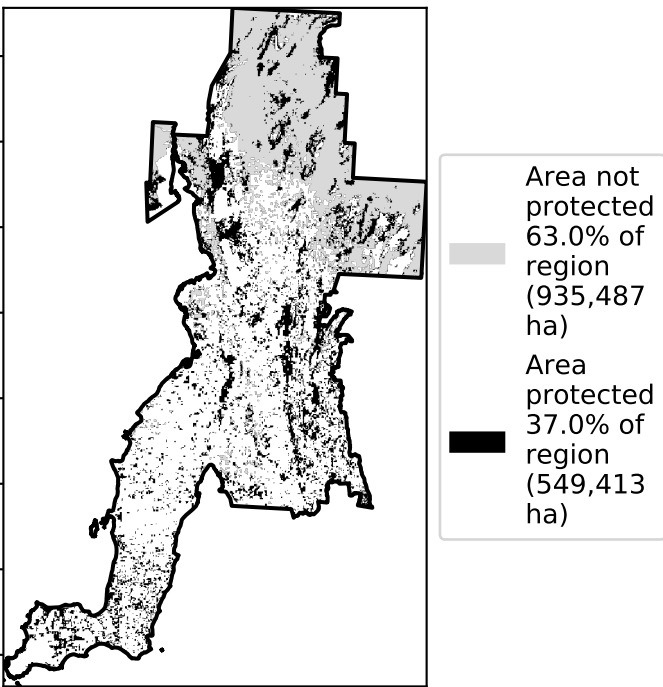 Area not
protected
63.0% of
region
(935,487
ha)
Area
protected
37.0% of
region
(549,413
ha)